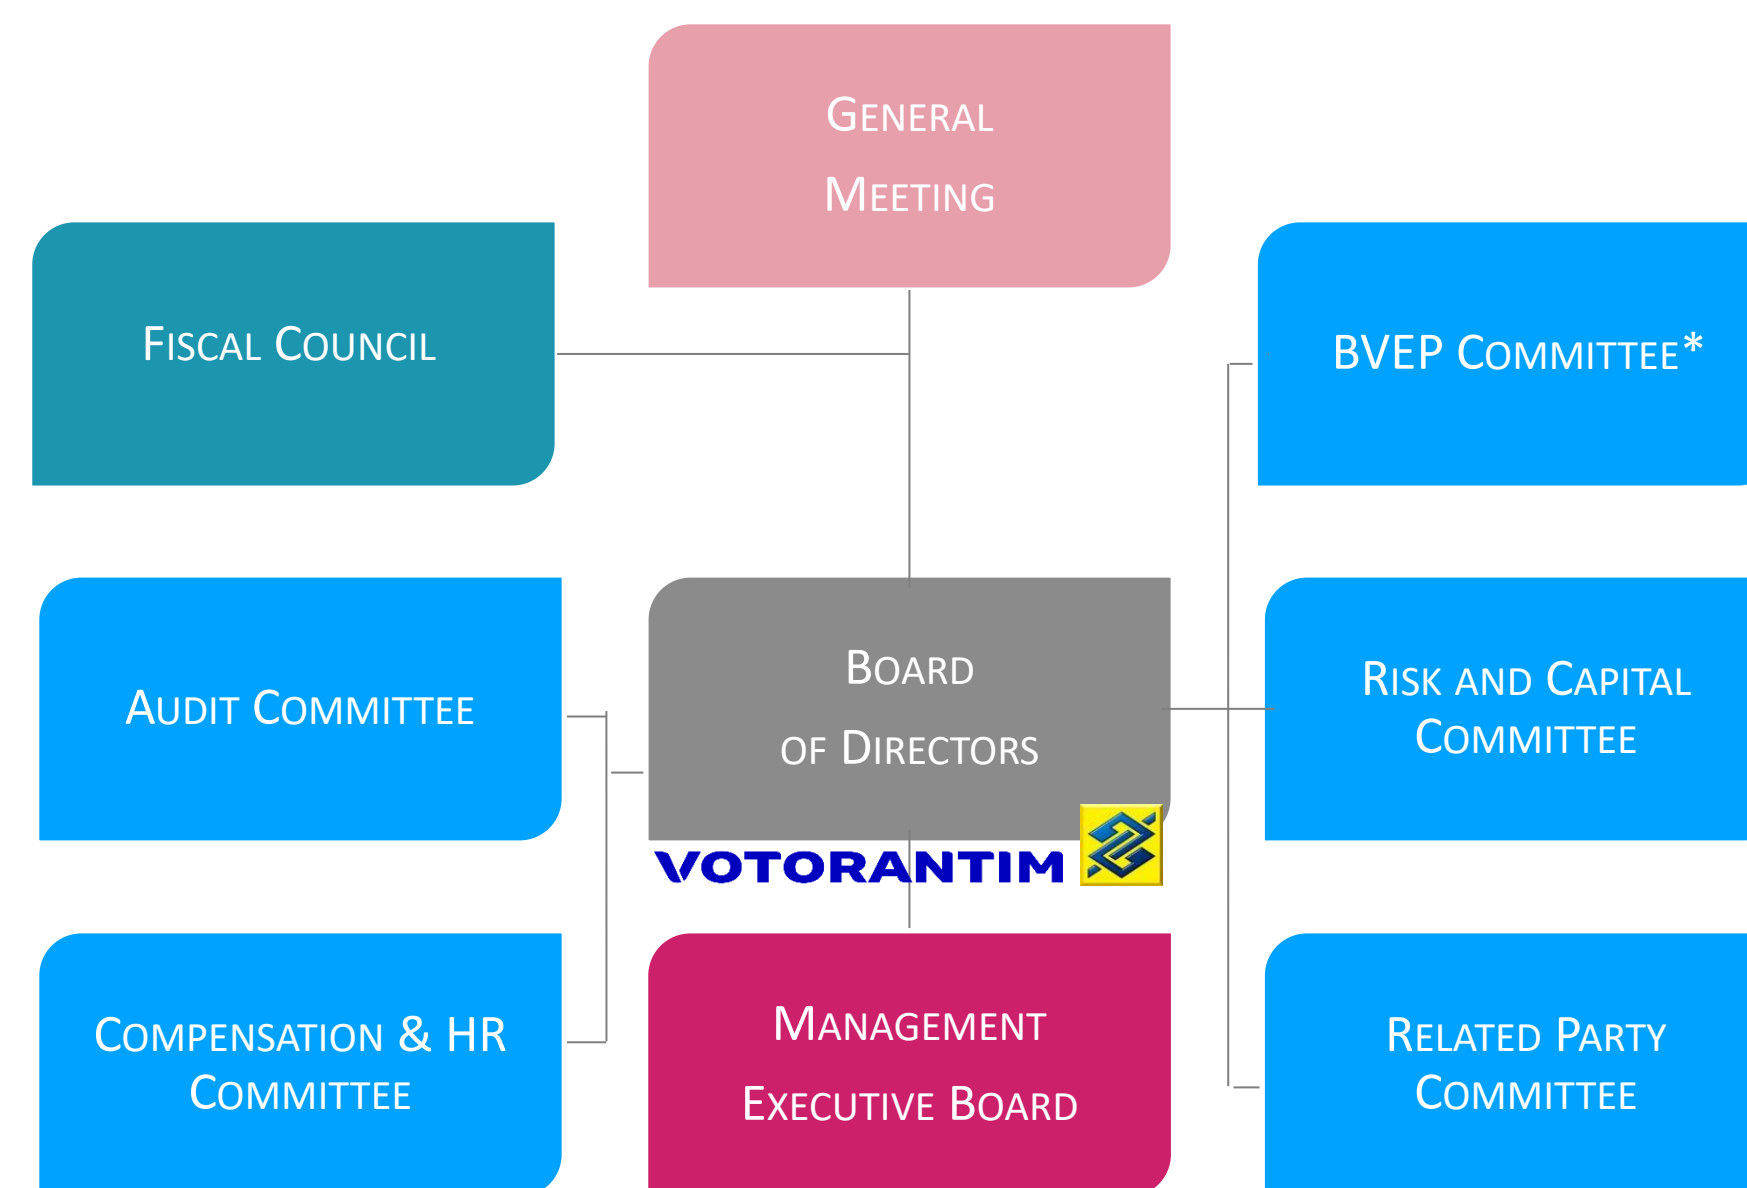 General
Meeting
Fiscal Council
BVEP Committee*
Audit Committee
Board
of Directors
Risk and Capital
Committee
VOTORANTIM
Compensation & HR
Committee
Management
Executive Board
Related Party
Committee